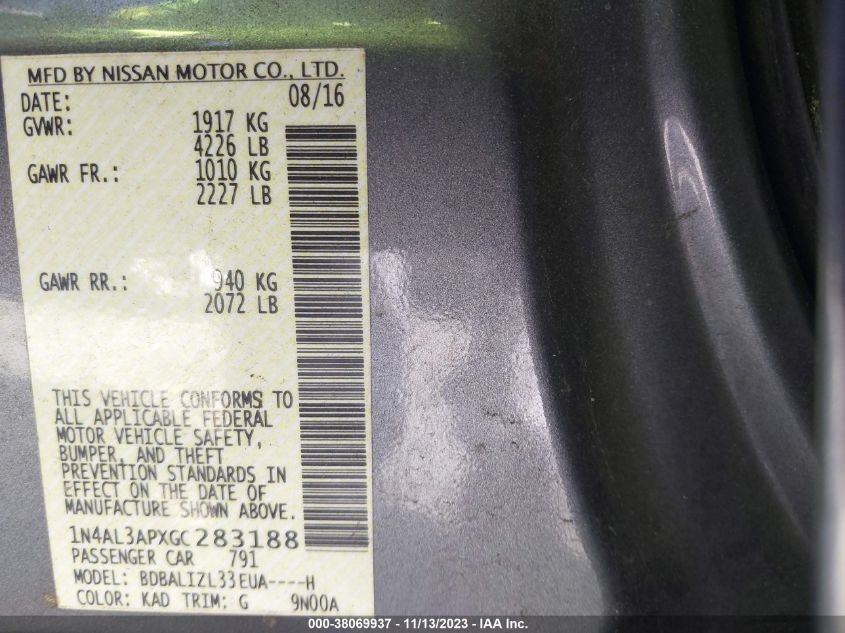 MFD BY NISSAN MOTOR CO., LTD.
DATE: 08/16
GVWR: 1917 KG
4226 LB
GAWR FR.: 1010 KG
2227 LB
GAWR RR.: 940 KG
2072 LB
THIS VEHICLE CONFORMS TO
ALL APPLICABLE FEDERAL
MOTOR VEHICLE SAFETY,
BUMPER, AND THEFT
PREVENTION STANDARDS IN
EFFECT ON THE DATE OF
MANUFACTURE SHOWN ABOVE.
1N4AL3APXGC283188
PASSENGER CAR 791
MODEL: BDBALIZL33EUA----H
COLOR: KAD TRIM: G 9N00A
000-38069937 - 11/13/2023 - IAA Inc.